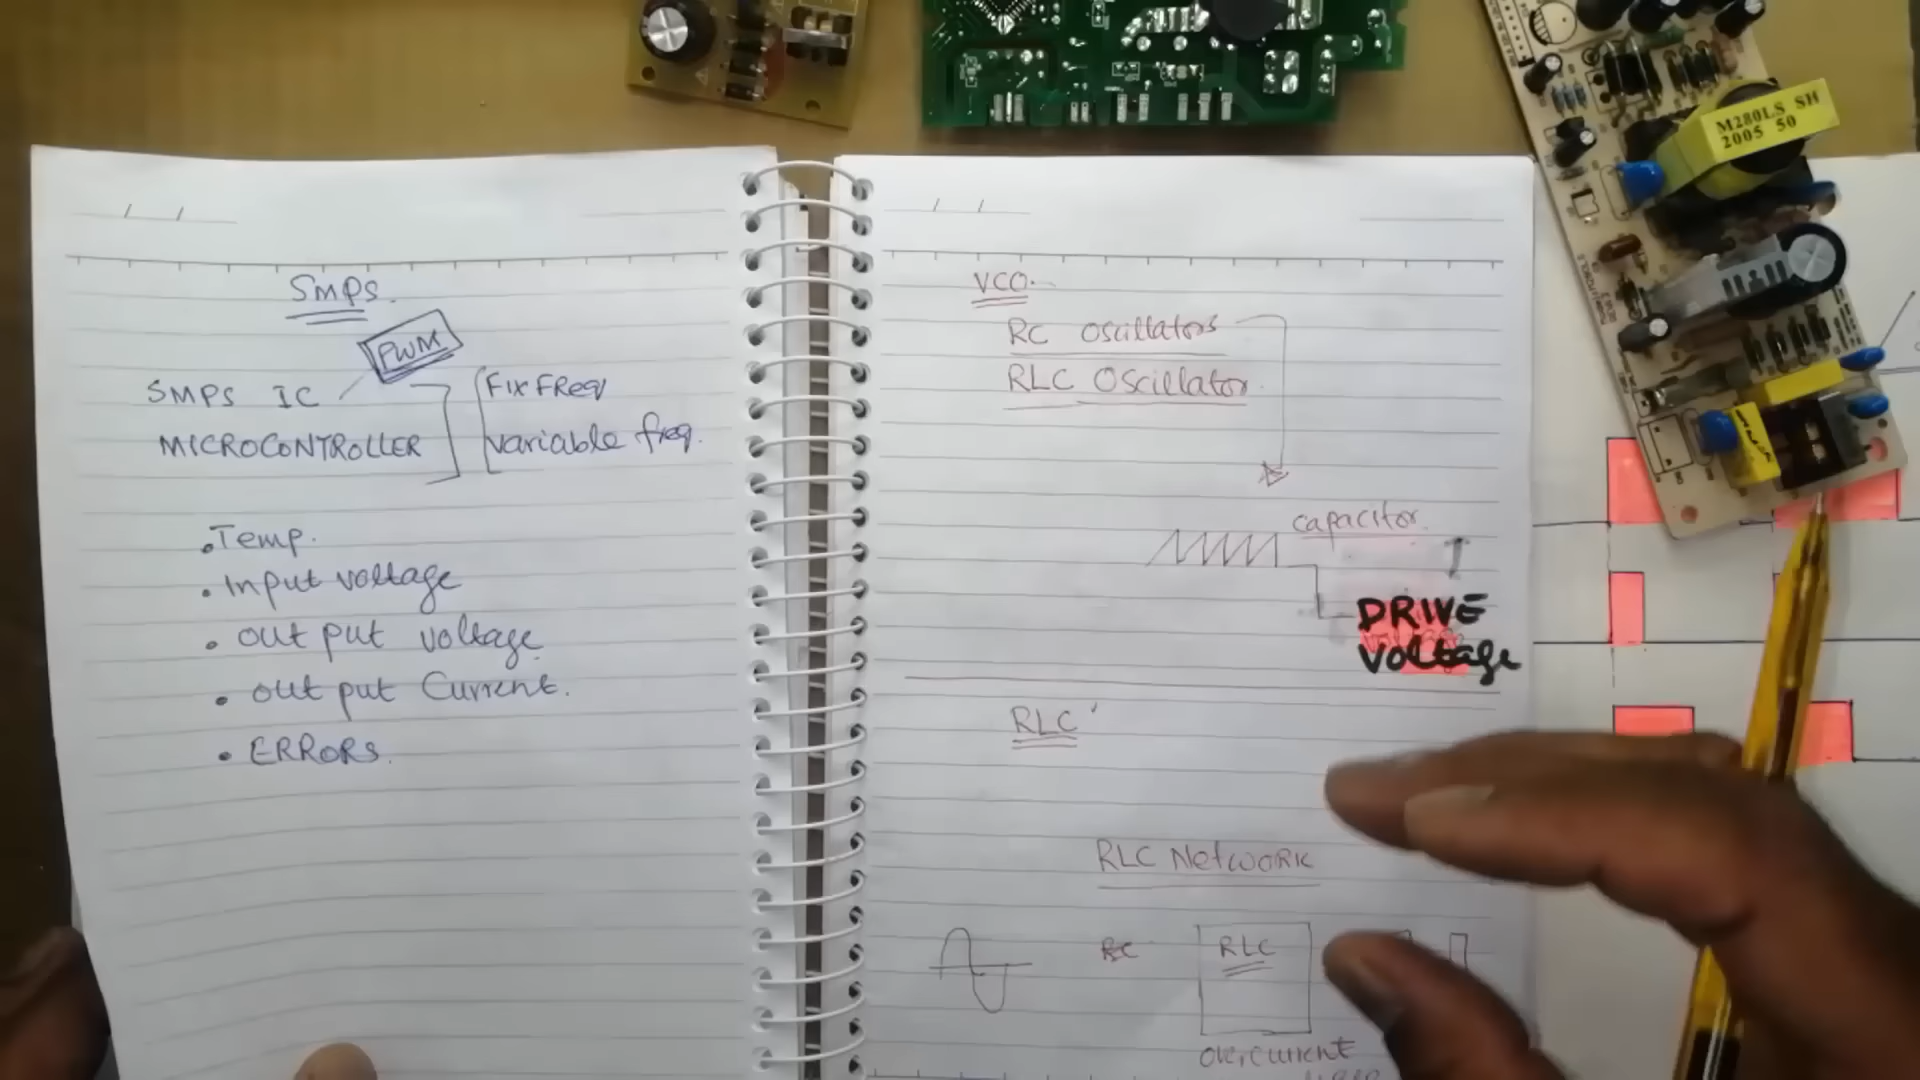 SMPS.
PWM
SMPS IC
MICROCONTROLLER
Fix Freq
variable freq.
.Temp.
. Input voltage
. out put voltage
. out put Current.
. ERRORS.
VCO.
RC Oscillators
RLC Oscillator.
capacitor.
DRIVE
Voltage
RLC
RLC Network
RC
RLC
overcurrent
M280LS SH
2005 50